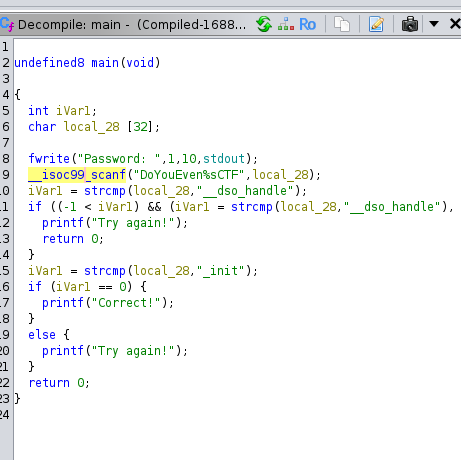 Decompile: main - (Compiled-1688...
Ro
1
2 undefined8 main(void)
3
4 {
5 int iVar1;
6 char local_28 [32];
7
8 fwrite("Password: ",1,10,stdout);
9 __isoc99_scanf("DoYouEven%sCTF",local_28);
10 iVar1 = strcmp(local_28,"__dso_handle");
11 if ((-1 < iVar1) && (iVar1 = strcmp(local_28,"__dso_handle"),
12 printf("Try again!");
13 return 0;
14 }
15 iVar1 = strcmp(local_28,"_init");
16 if (iVar1 == 0) {
17 printf("Correct!");
18 }
19 else {
20 printf("Try again!");
21 }
22 return 0;
23 }
24